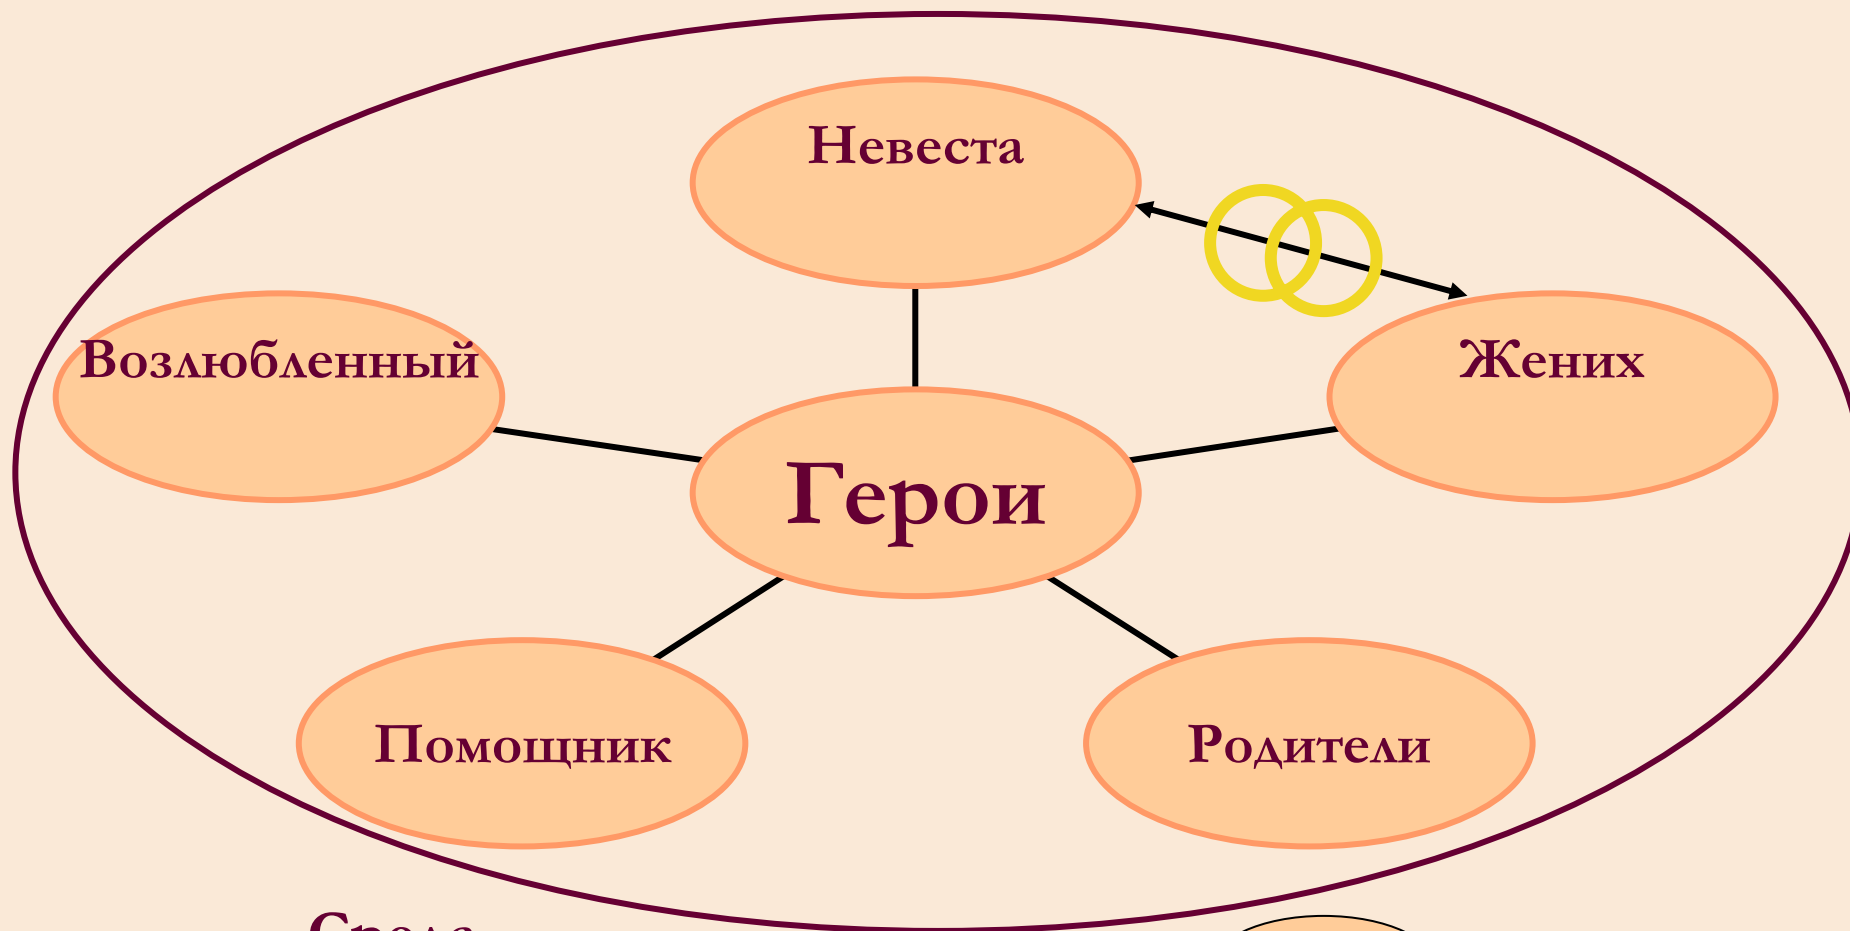 Невеста
Возлюбленный
Жених
Герои
Помощник
Родители